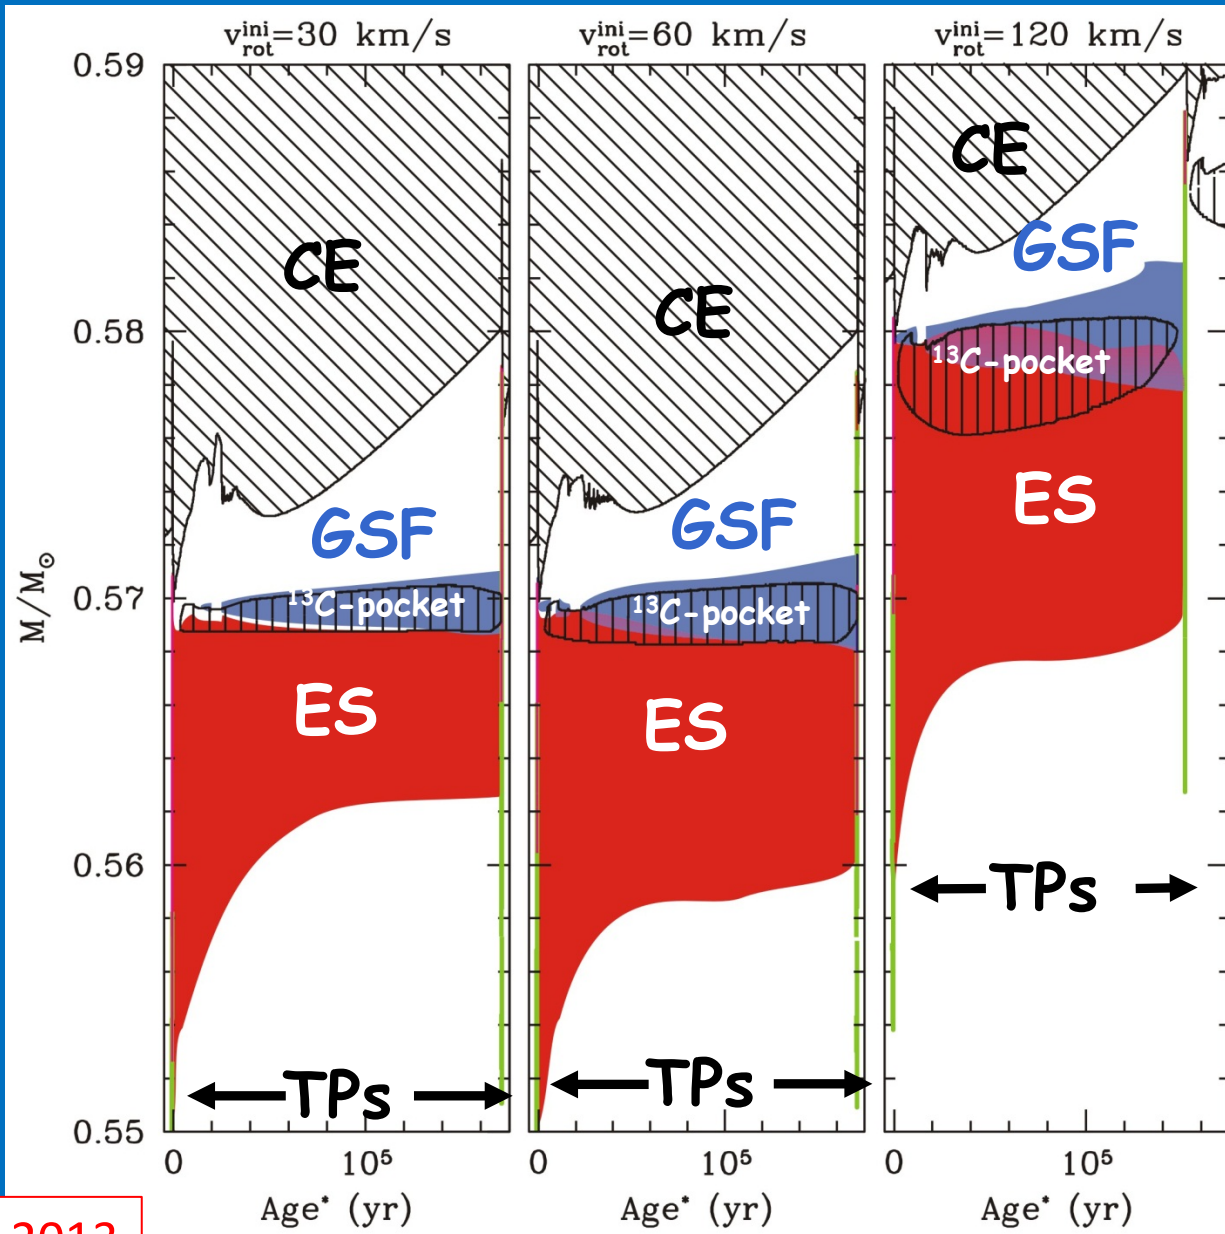 v_rot^ini=30 km/s v_rot^ini=60 km/s v_rot^ini=120 km/s
0.59
CE
CE
CE
GSF
0.58
¹³C-pocket
ES
GSF
GSF
M/M☉
0.57
¹³C-pocket
¹³C-pocket
ES
ES
0.56
TPs
TPs
TPs
0.55
0 10⁵ 0 10⁵ 0 10⁵
Age* (yr) Age* (yr) Age* (yr)